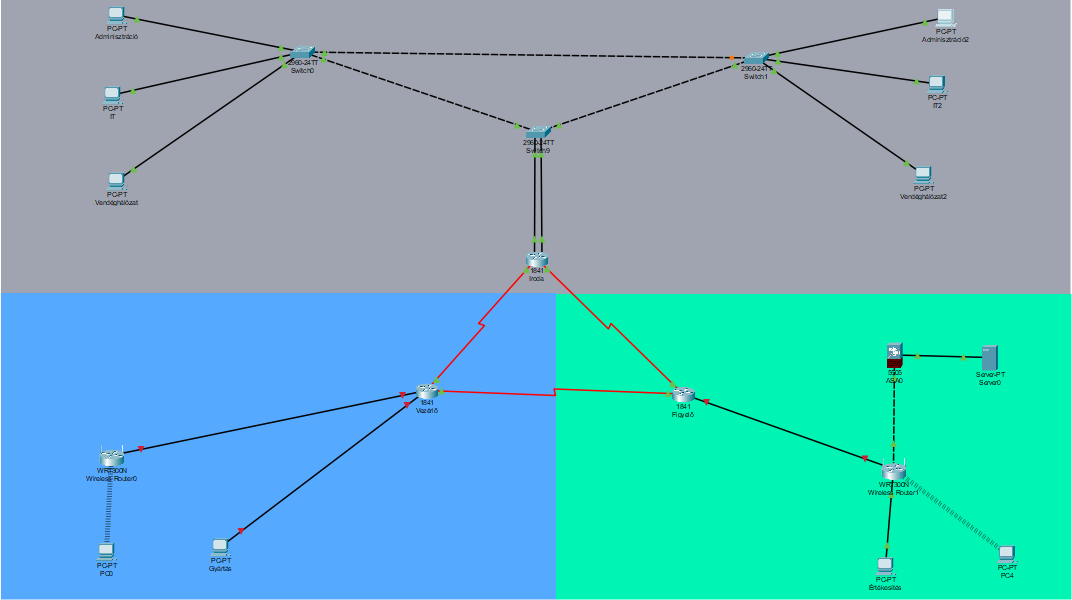 PC-PT
Adminisztráció
PC-PT
IT
PC-PT
Vendéghálózat
2960-24TT
Switch0
2960-24TT
Switch1
PC-PT
Adminisztráció2
PC-PT
IT2
PC-PT
Vendéghálózat2
2960-24TT
Switch9
1841
Iroda
1841
Vezérlő
WRT300N
Wireless Router0
PC-PT
PC0
PC-PT
Gyártás
1841
Figyelő
5505
ASA0
Server-PT
Server0
WRT300N
Wireless Router1
PC-PT
Értékesítés
PC-PT
PC4